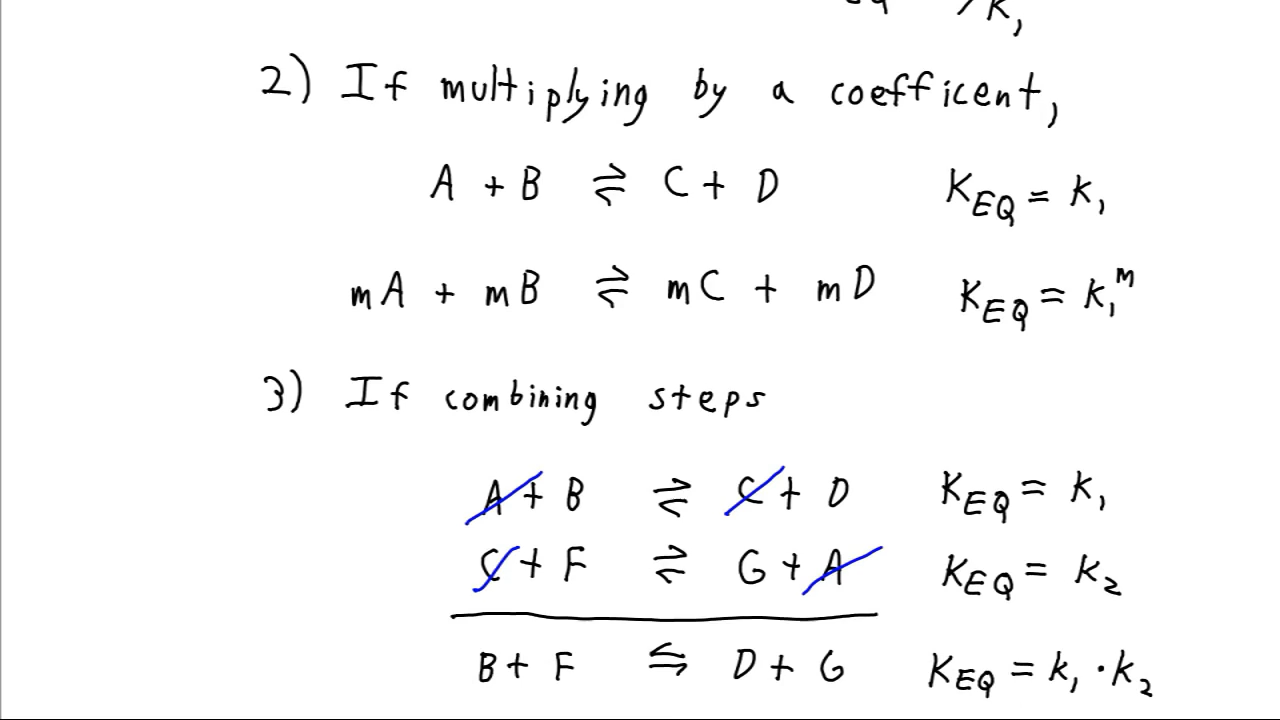 /K₁
2) If multiplying by a coefficent,
A + B ⇌ C + D K_EQ = k₁
mA + mB ⇌ mC + mD K_EQ = k₁ᵐ
3) If combining steps
A + B ⇌ C + D K_EQ = k₁
C + F ⇌ G + A K_EQ = k₂
B + F ⇋ D + G K_EQ = k₁ · k₂